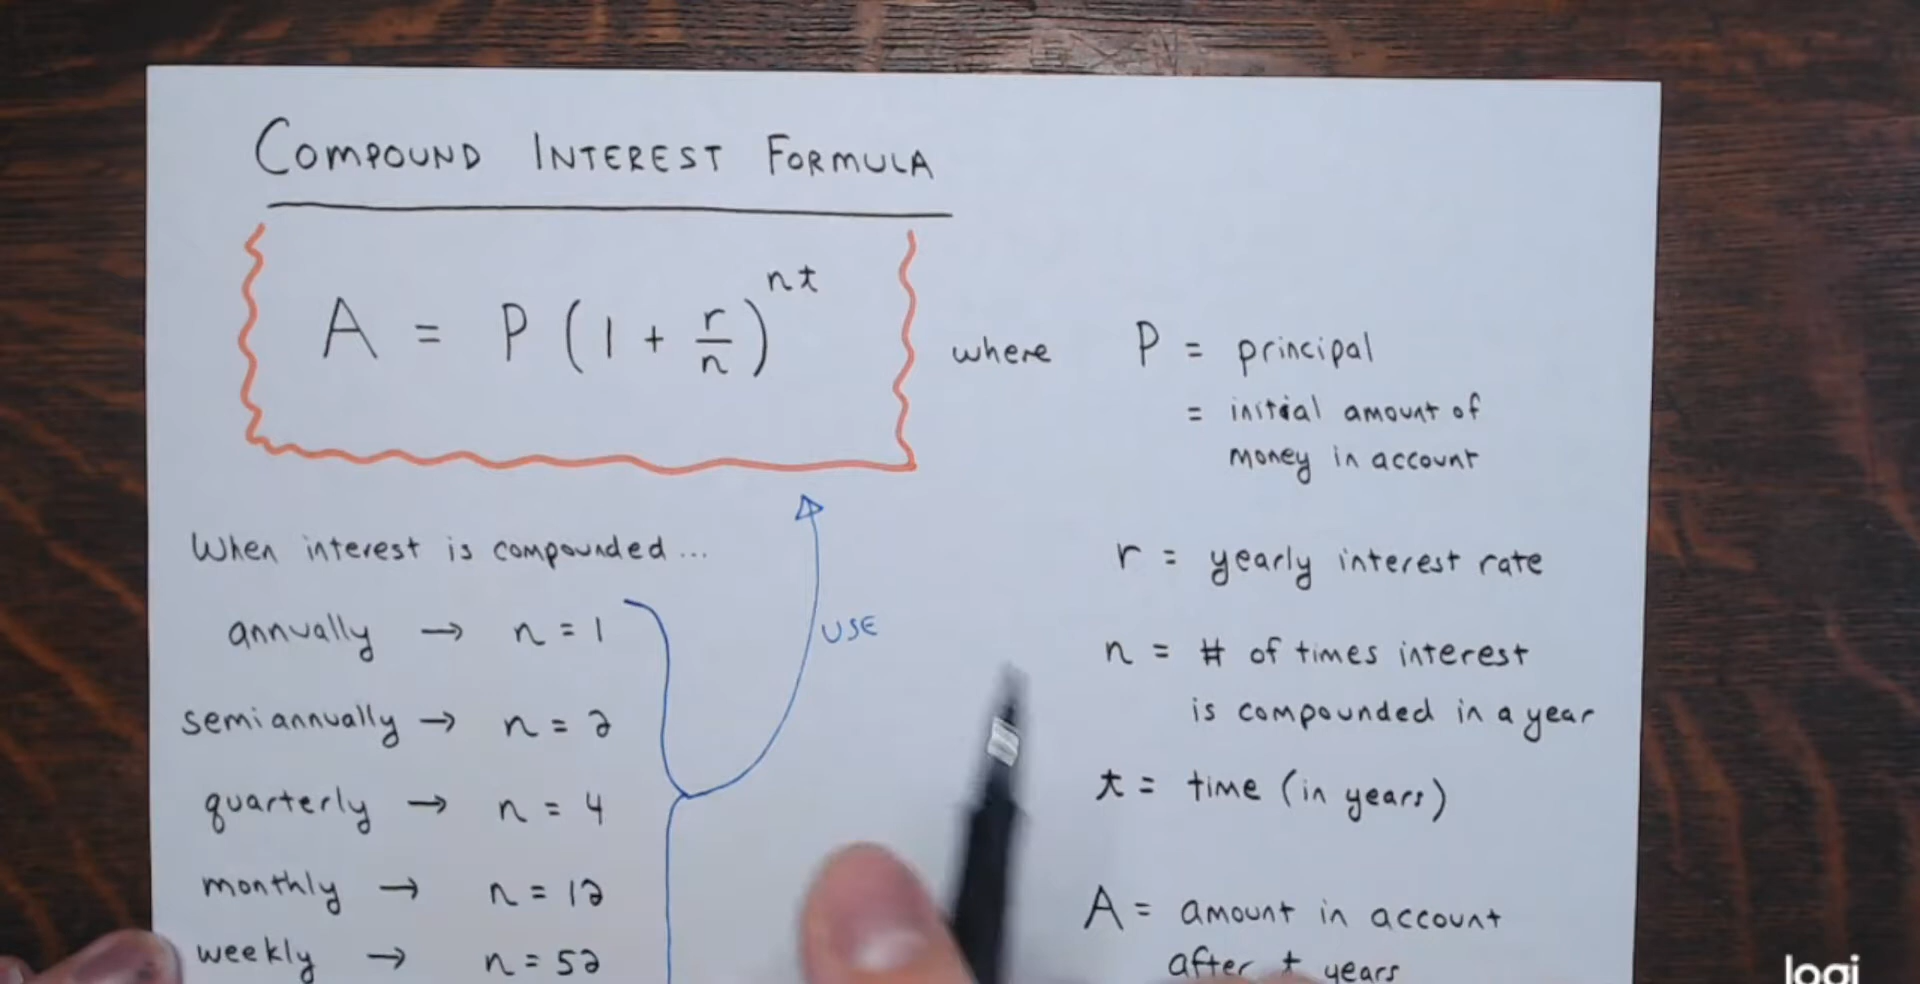 COMPOUND INTEREST FORMULA
A = P (1 + r/n)^nt
where P = principal
= initial amount of
money in account
When interest is compounded ...
annually → n = 1
semiannually → n = 2
quarterly → n = 4
monthly → n = 12
weekly → n = 52
USE
r = yearly interest rate
n = # of times interest
is compounded in a year
t = time (in years)
A = amount in account
after t years
logi